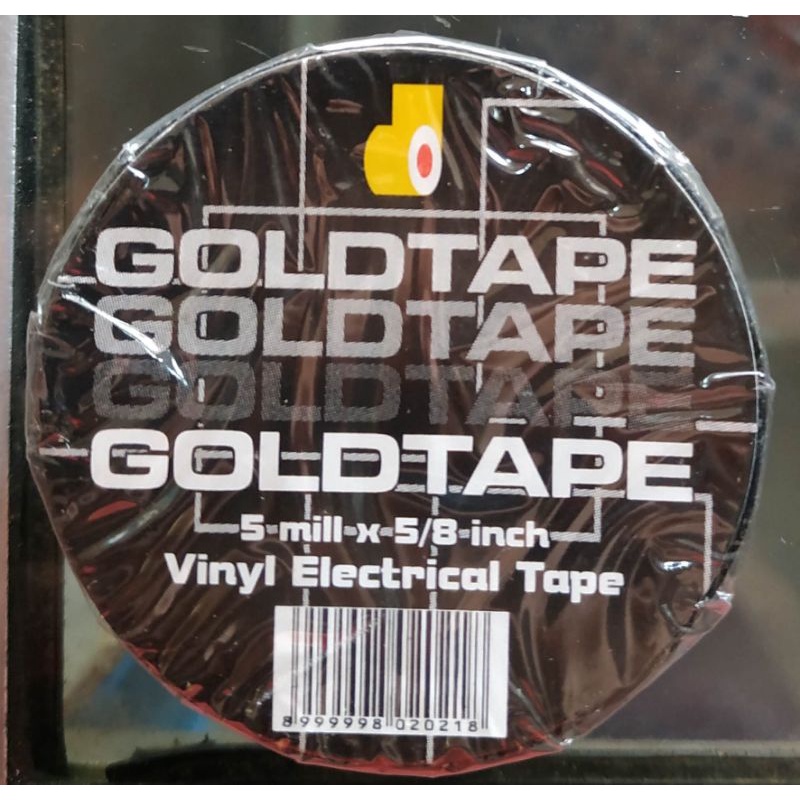 GOLDTAPE
GOLDTAPE
GOLDTAPE
GOLDTAPE
5 mill x 5/8 inch
Vinyl Electrical Tape
8 999998 020218